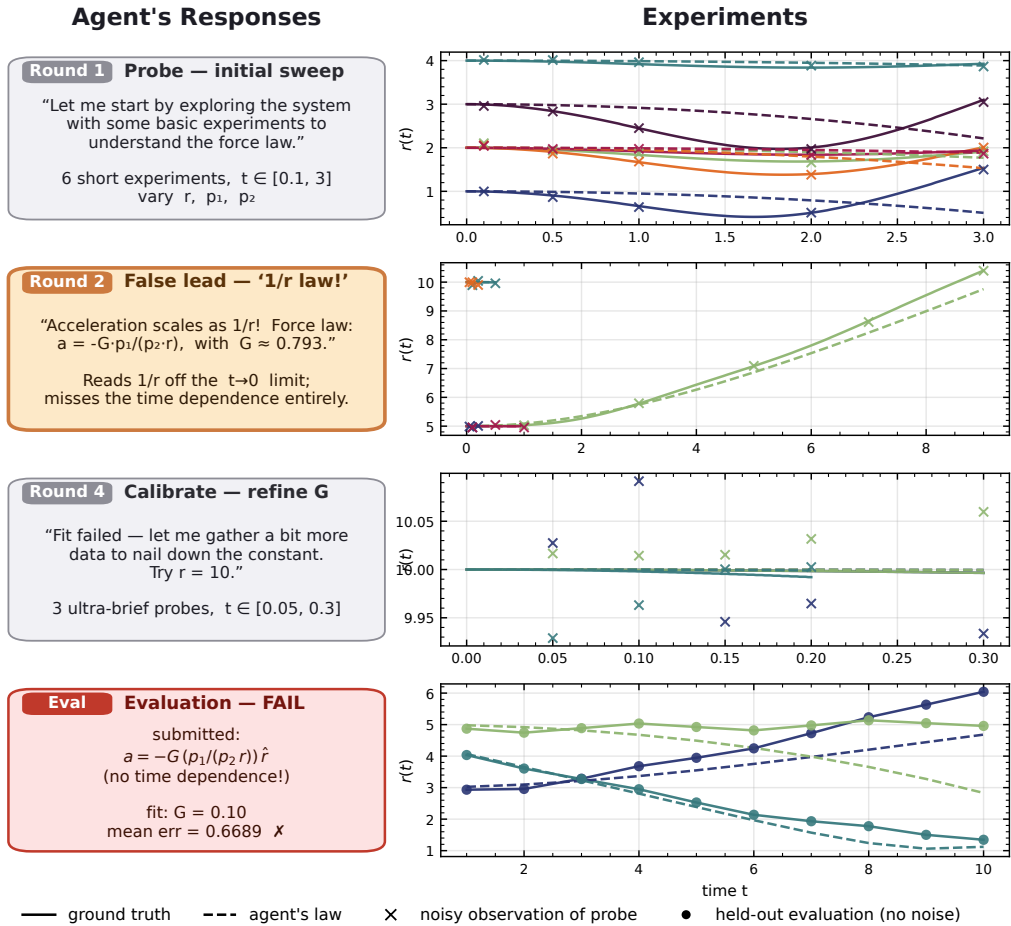 Agent's Responses
Experiments
Round 1 Probe — initial sweep
“Let me start by exploring the system
with some basic experiments to
understand the force law.”
6 short experiments, t ∈ [0.1, 3]
vary r, p₁, p₂
r(t)
4
3
2
1
0.0 0.5 1.0 1.5 2.0 2.5 3.0
Round 2 False lead — ‘1/r law!’
“Acceleration scales as 1/r! Force law:
a = -G·p₁/(p₂·r), with G ≈ 0.793.”
Reads 1/r off the t→0 limit;
misses the time dependence entirely.
r(t)
10
9
8
7
6
5
0 2 4 6 8
Round 4 Calibrate — refine G
“Fit failed — let me gather a bit more
data to nail down the constant.
Try r = 10.”
3 ultra-brief probes, t ∈ [0.05, 0.3]
r(t)
10.05
10.00
9.95
0.00 0.05 0.10 0.15 0.20 0.25 0.30
Eval Evaluation — FAIL
submitted:
a = −G (p₁/(p₂ r)) r̂
(no time dependence!)
fit: G = 0.10
mean err = 0.6689 ✗
r(t)
6
5
4
3
2
1
2 4 6 8 10
time t
ground truth agent's law noisy observation of probe held-out evaluation (no noise)